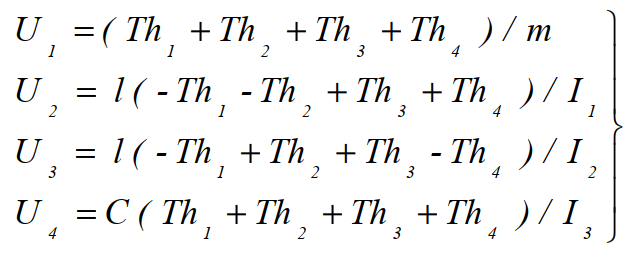 U₁ = ( Th₁ + Th₂ + Th₃ + Th₄ ) / m
U₂ = l ( - Th₁ - Th₂ + Th₃ + Th₄ ) / I₁
U₃ = l ( - Th₁ + Th₂ + Th₃ - Th₄ ) / I₂
U₄ = C ( Th₁ + Th₂ + Th₃ + Th₄ ) / I₃